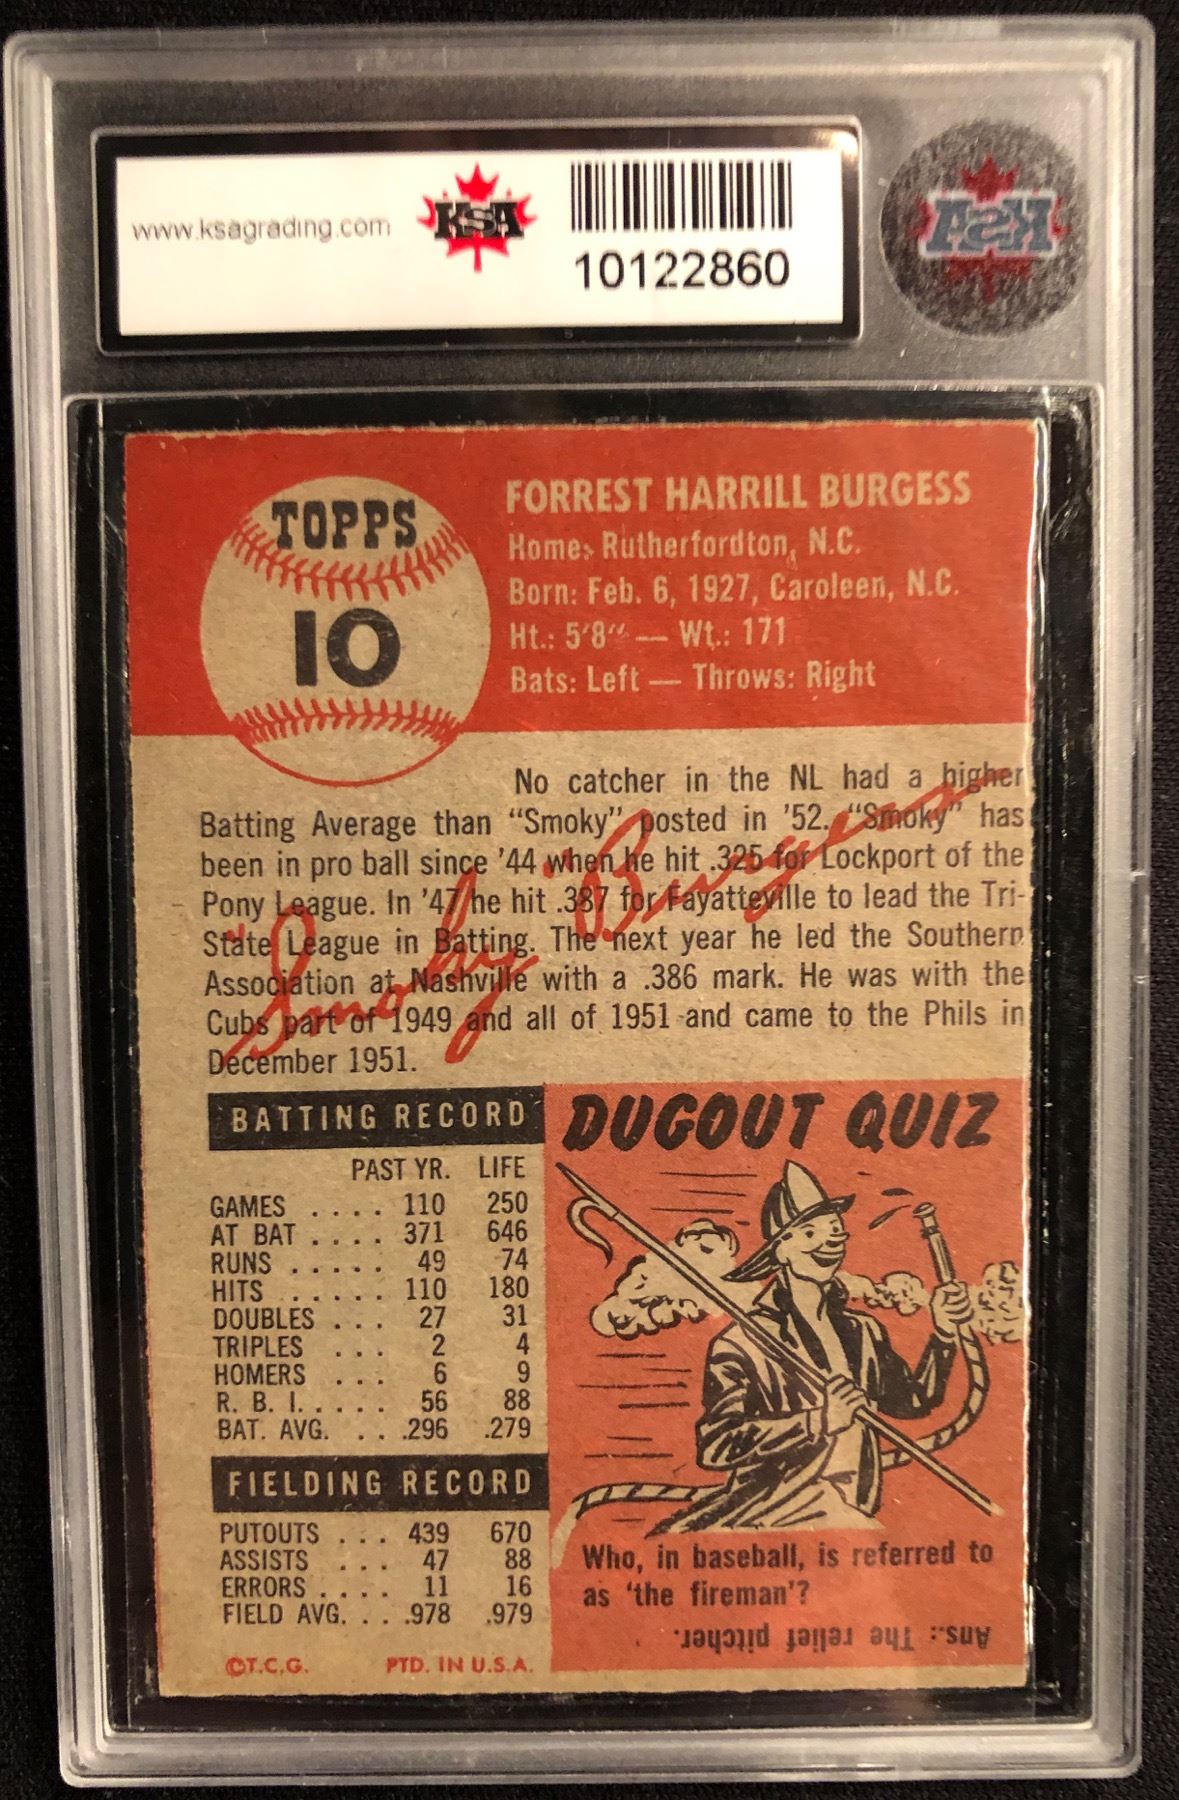 www.ksagrading.com
KSA
10122860
KSA
TOPPS
10
FORREST HARRILL BURGESS
Home: Rutherfordton, N.C.
Born: Feb. 6, 1927, Caroleen, N.C.
Ht.: 5'8" — Wt.: 171
Bats: Left — Throws: Right
No catcher in the NL had a higher
Batting Average than “Smoky” posted in '52. “Smoky” has
been in pro ball since '44 when he hit .325 for Lockport of the
Pony League. In '47 he hit .387 for Fayatteville to lead the Tri-
State League in Batting. The next year he led the Southern
Association at Nashville with a .386 mark. He was with the
Cubs part of 1949 and all of 1951 and came to the Phils in
December 1951.
"Smoky" Burgess
BATTING RECORD
PAST YR. LIFE
GAMES .... 110 250
AT BAT .... 371 646
RUNS ..... 49 74
HITS ...... 110 180
DOUBLES ... 27 31
TRIPLES ... 2 4
HOMERS ... 6 9
R. B. I. .... 56 88
BAT. AVG. ... .296 .279
FIELDING RECORD
PUTOUTS ... 439 670
ASSISTS ... 47 88
ERRORS .... 11 16
FIELD AVG. ... .978 .979
©T.C.G. PTD. IN U.S.A.
DUGOUT QUIZ
Who, in baseball, is referred to
as 'the fireman'?
Ans.: The relief pitcher.